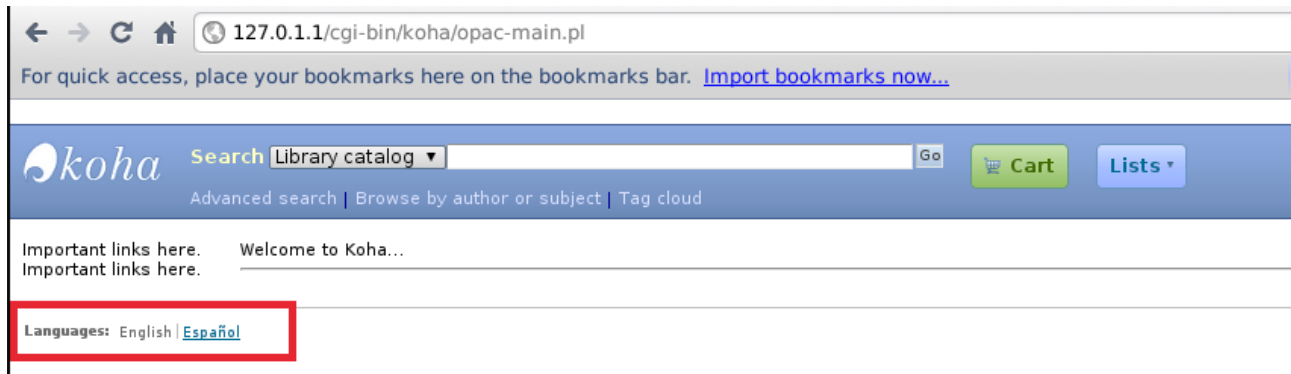 127.0.1.1/cgi-bin/koha/opac-main.pl
For quick access, place your bookmarks here on the bookmarks bar. Import bookmarks now...
koha Search Library catalog Go Cart Lists
Advanced search | Browse by author or subject | Tag cloud
Important links here. Welcome to Koha...
Important links here.
Languages: English | Español